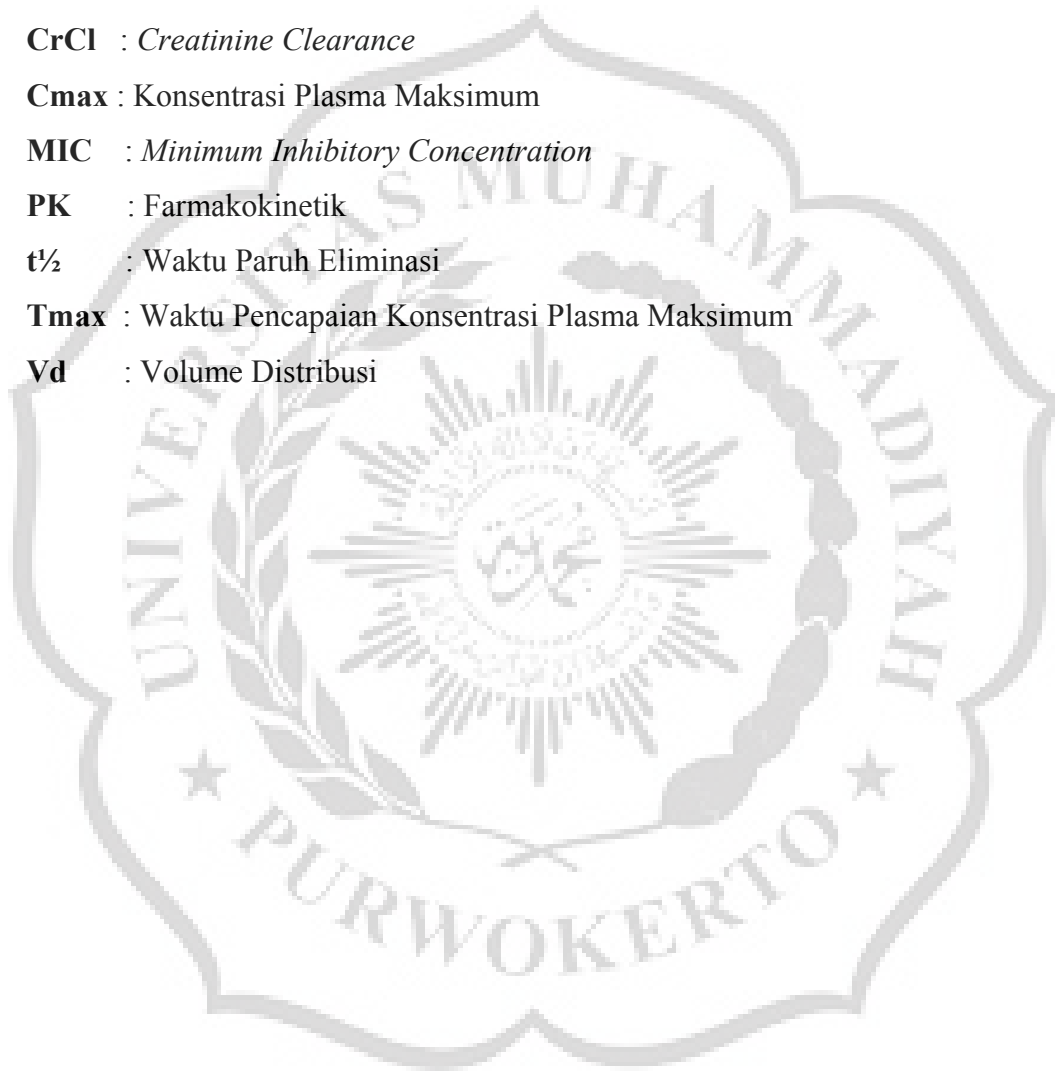 CrCl : Creatinine Clearance
Cmax : Konsentrasi Plasma Maksimum
MIC : Minimum Inhibitory Concentration
PK : Farmakokinetik
t½ : Waktu Paruh Eliminasi
Tmax : Waktu Pencapaian Konsentrasi Plasma Maksimum
Vd : Volume Distribusi
UNIVERSITAS MUHAMMADIYAH
PURWOKERTO